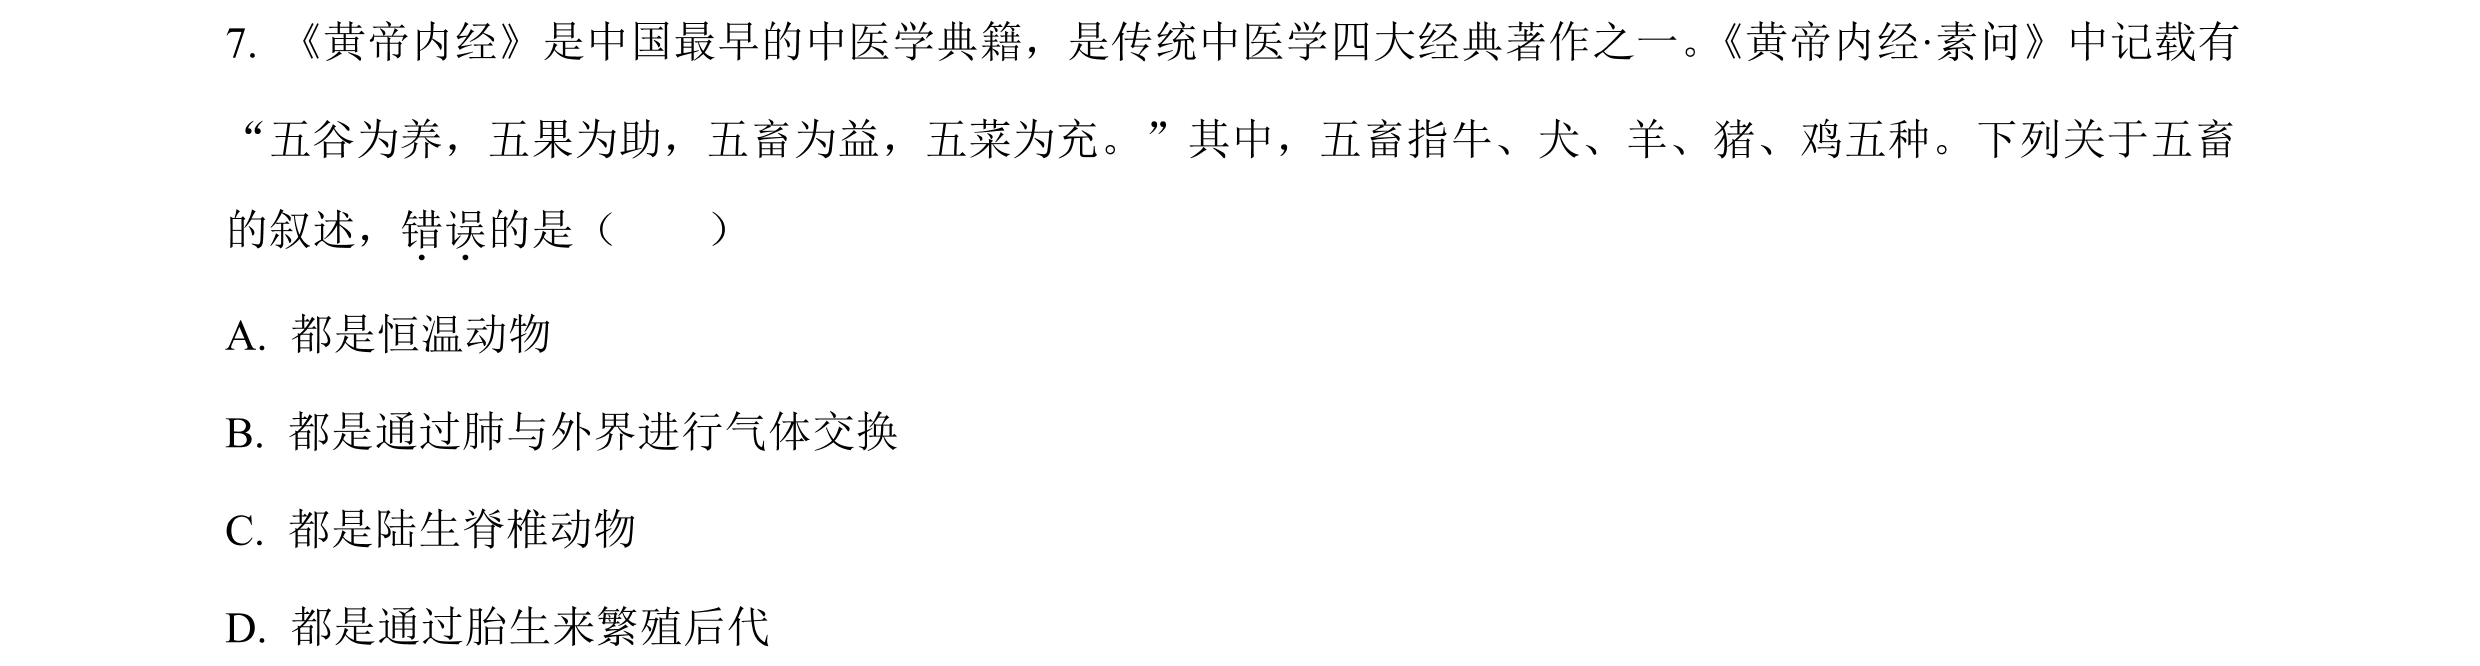 7. 《黄帝内经》是中国最早的中医学典籍，是传统中医学四大经典著作之一。《黄帝内经·素问》中记载有
“五谷为养，五果为助，五畜为益，五菜为充。”其中，五畜指牛、犬、羊、猪、鸡五种。下列关于五畜
的叙述，错误的是（　　）
A. 都是恒温动物
B. 都是通过肺与外界进行气体交换
C. 都是陆生脊椎动物
D. 都是通过胎生来繁殖后代